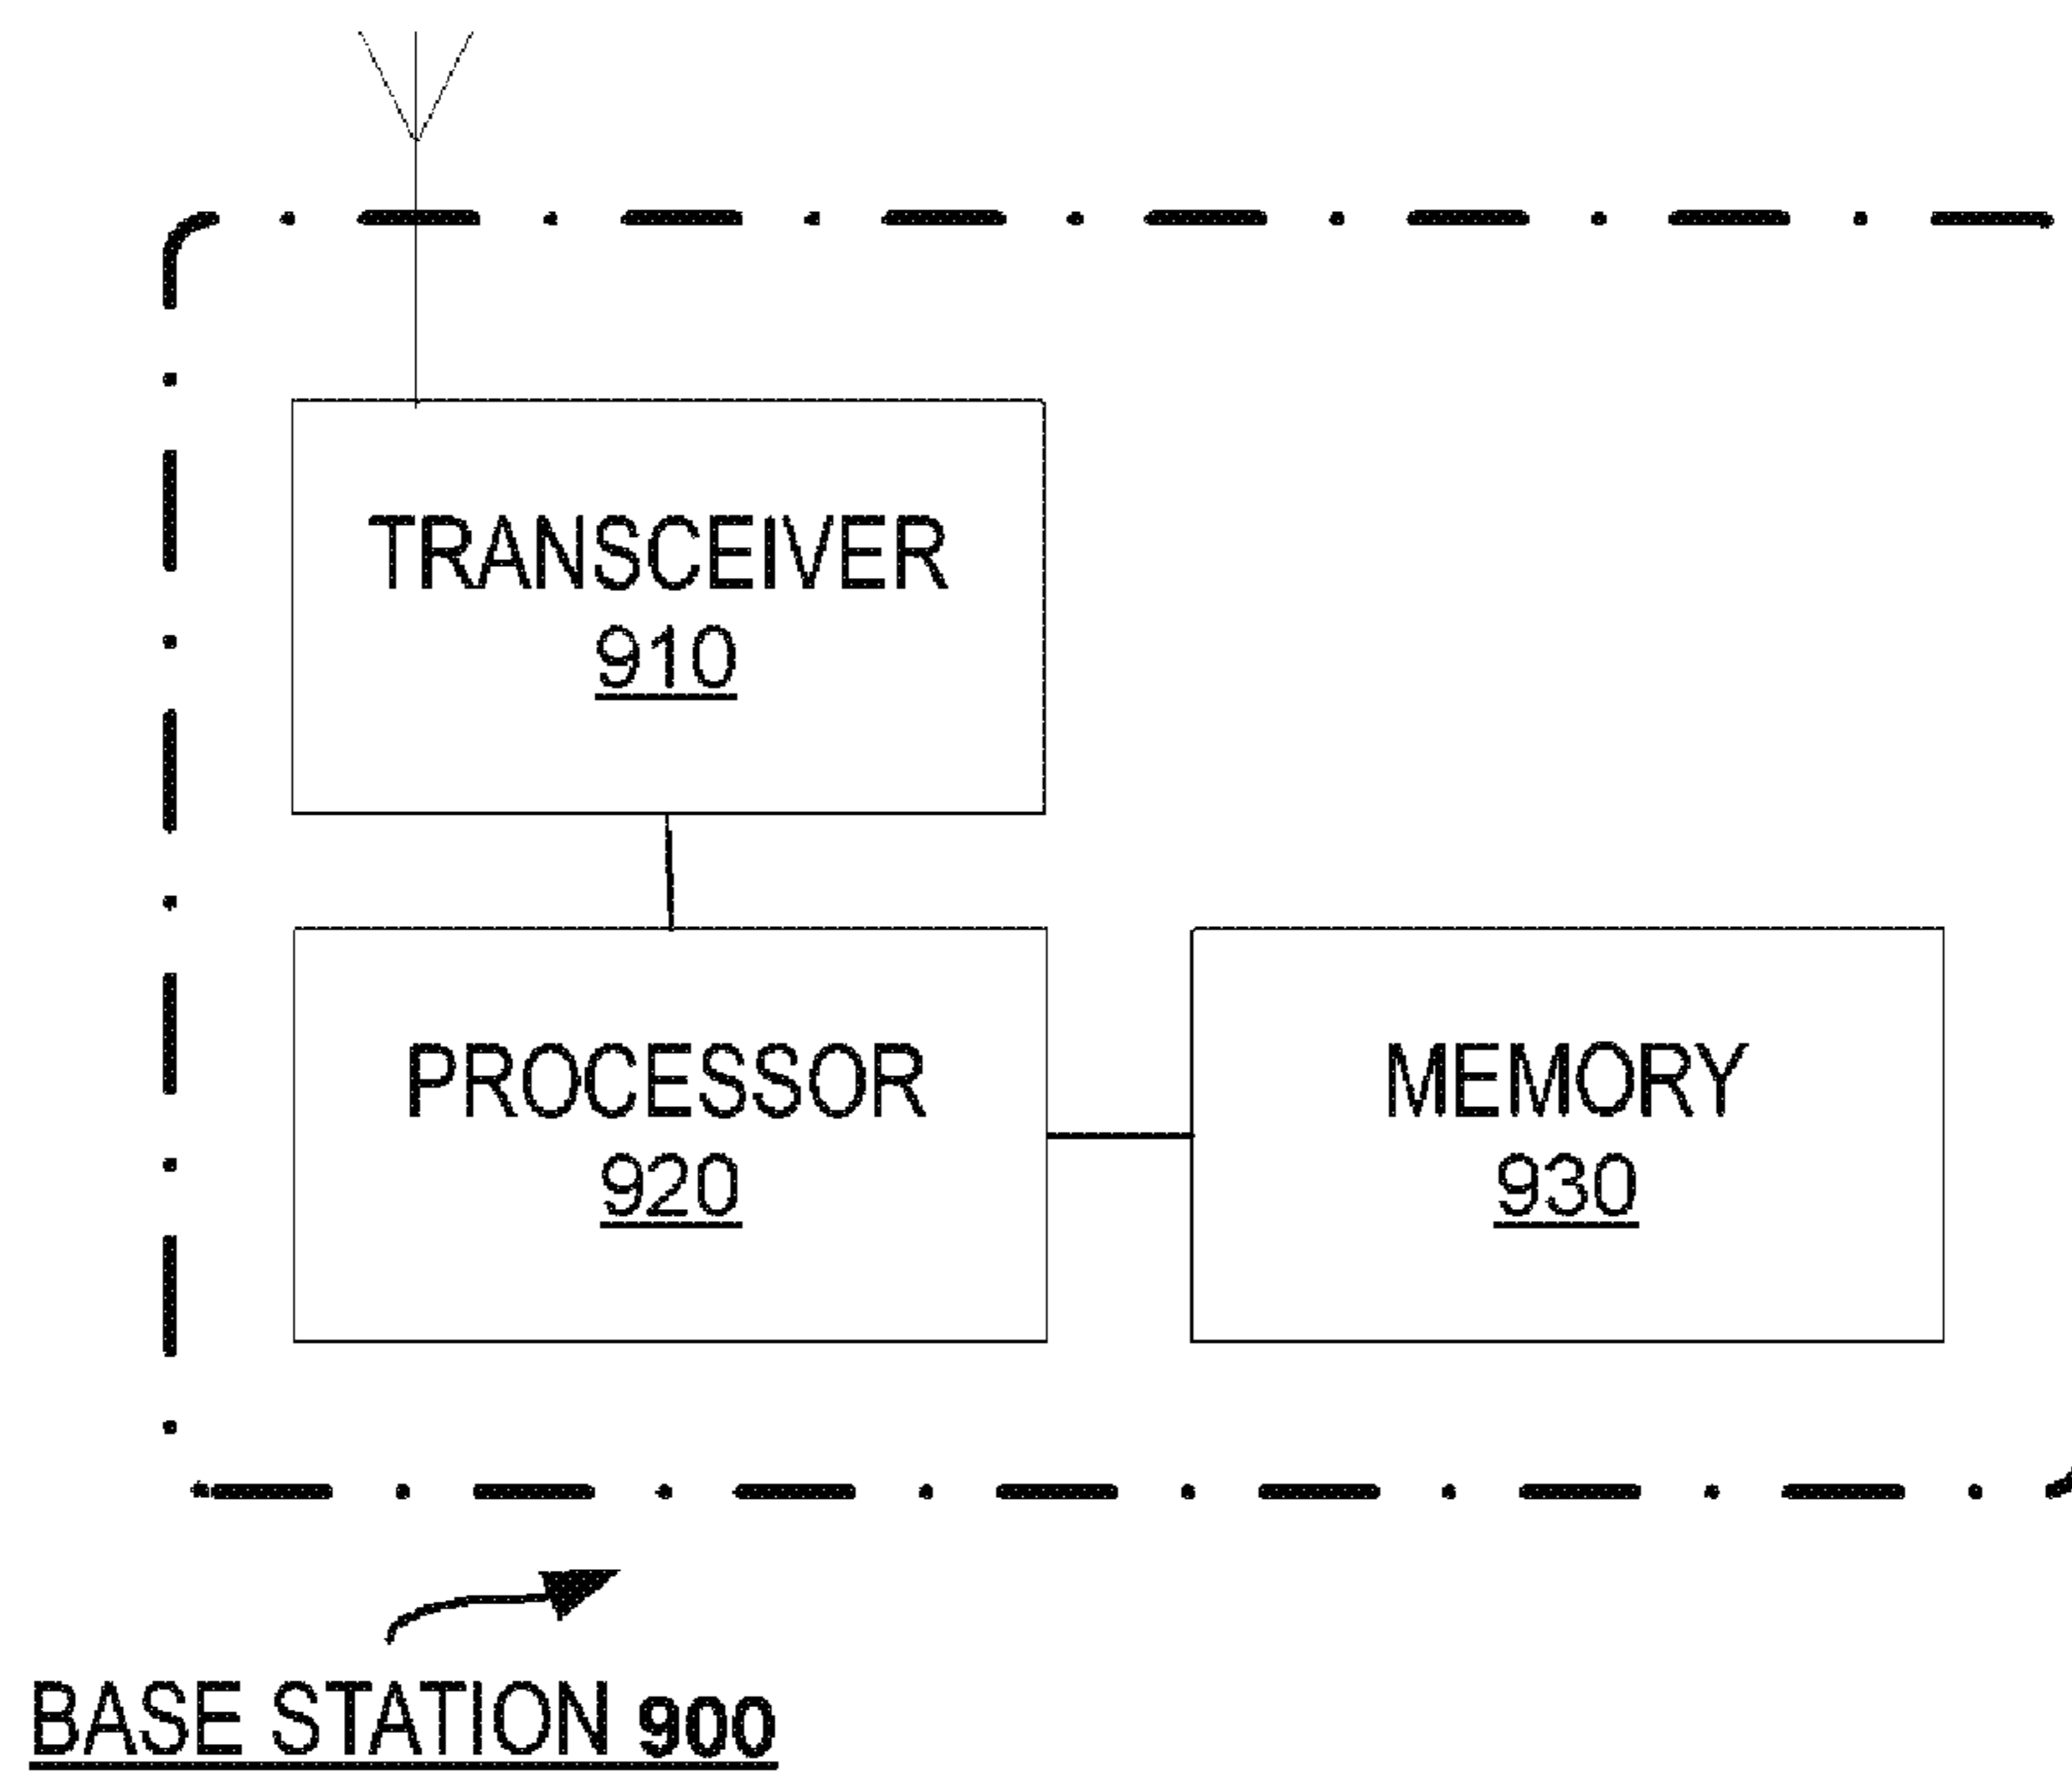 TRANSCEIVER
910
PROCESSOR
920
MEMORY
930
BASE STATION 900